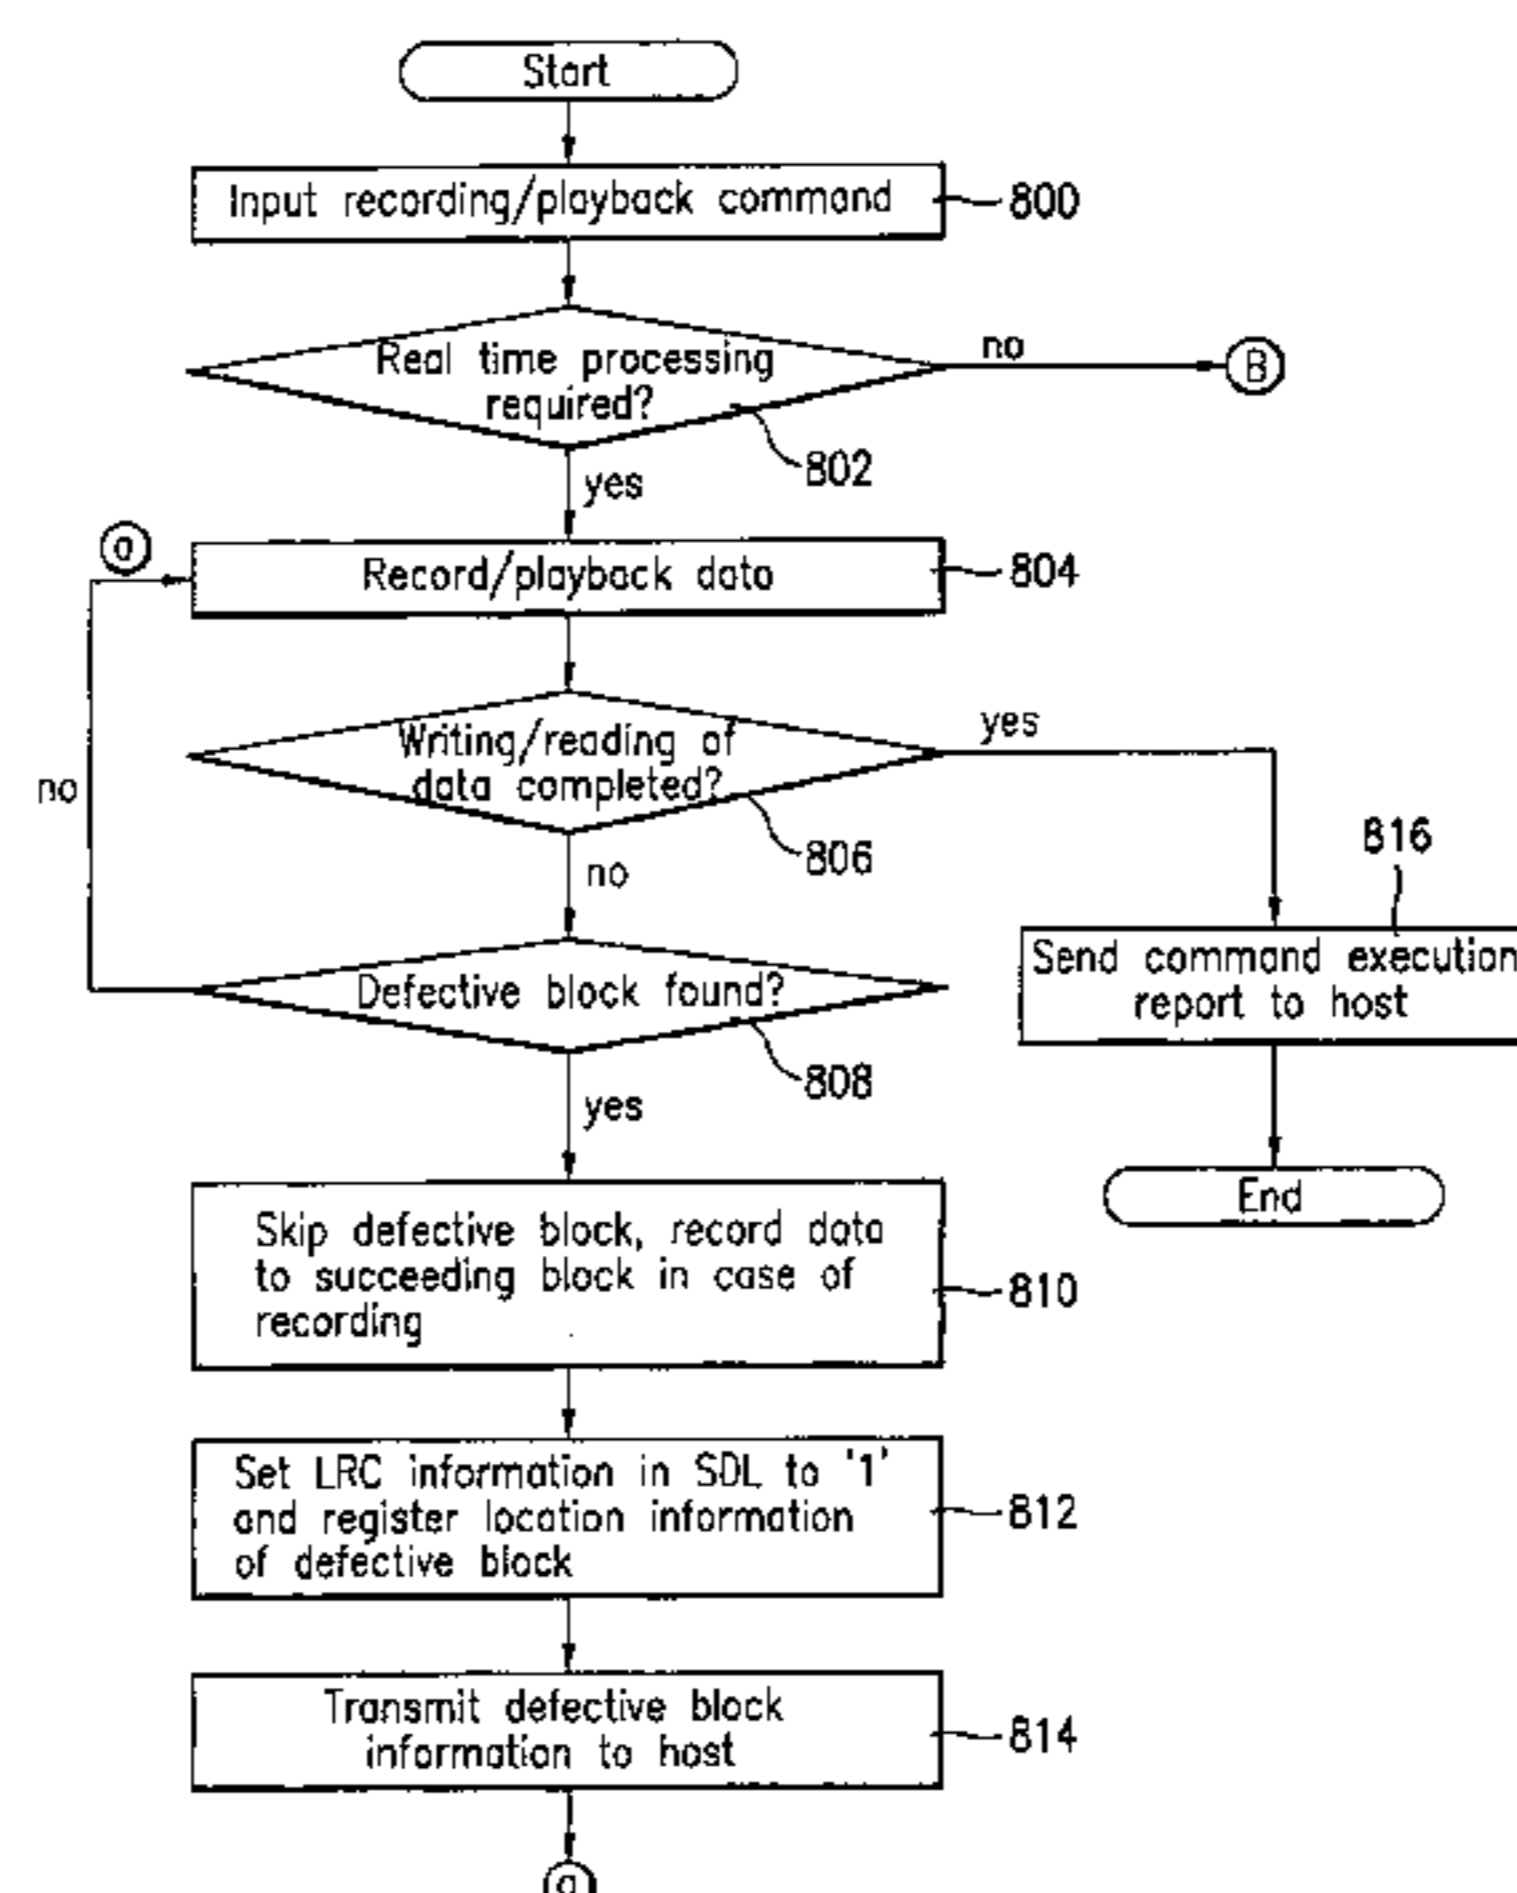 Start
Input recording/playback command
800
Real time processing
required?
no
B
802
yes
a
Record/playback data
804
Writing/reading of
data completed?
yes
no
806
no
816
Send command execution
report to host
Defective block found?
808
yes
End
Skip defective block, record data
to succeeding block in case of
recording
810
Set LRC information in SDL to '1'
and register location information
of defective block
812
Transmit defective block
information to host
814
a